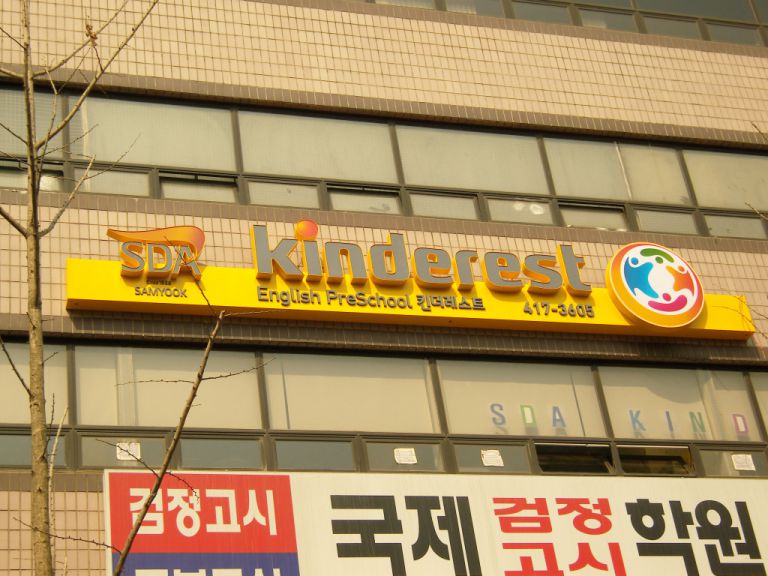 SDA
SAMYOOK
kinderest
English PreSchool 킨더레스트
417-3605
SDA KIND
검정고시
국제 검정고시 학원